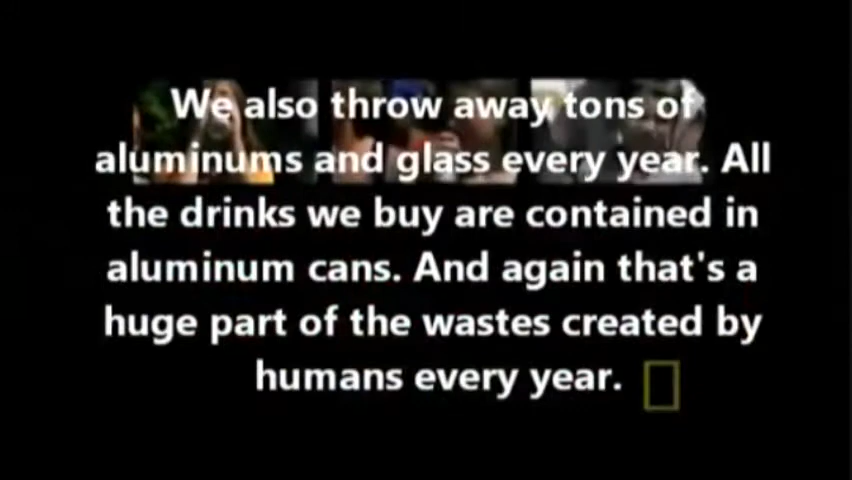 We also throw away tons of
aluminums and glass every year. All
the drinks we buy are contained in
aluminum cans. And again that's a
huge part of the wastes created by
humans every year.